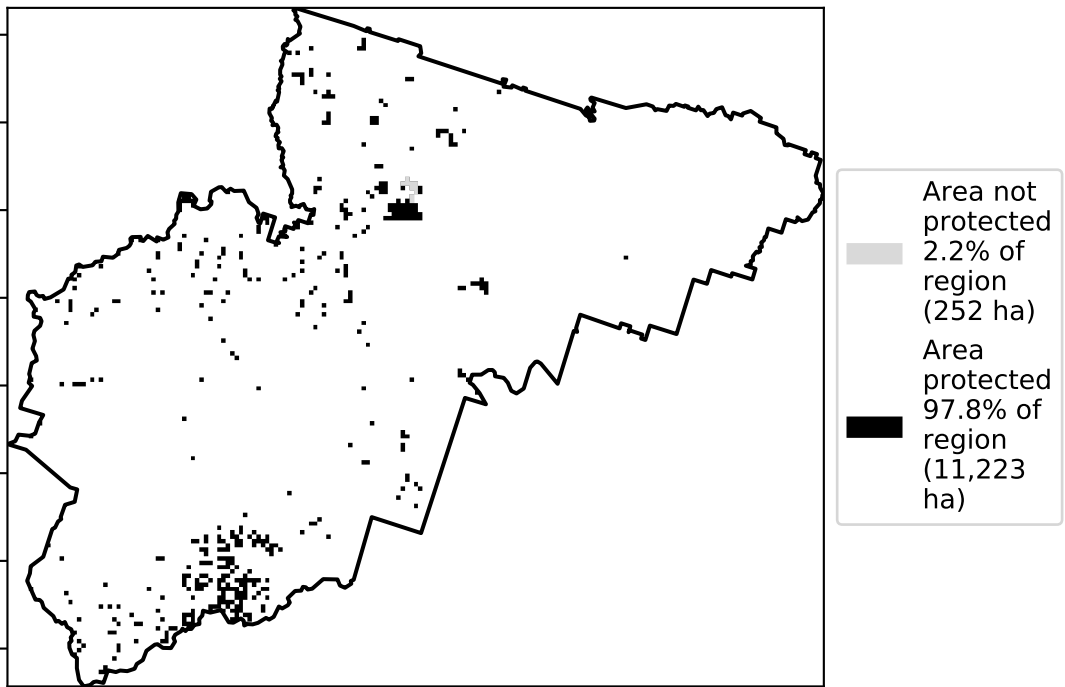 Area not
protected
2.2% of
region
(252 ha)
Area
protected
97.8% of
region
(11,223
ha)